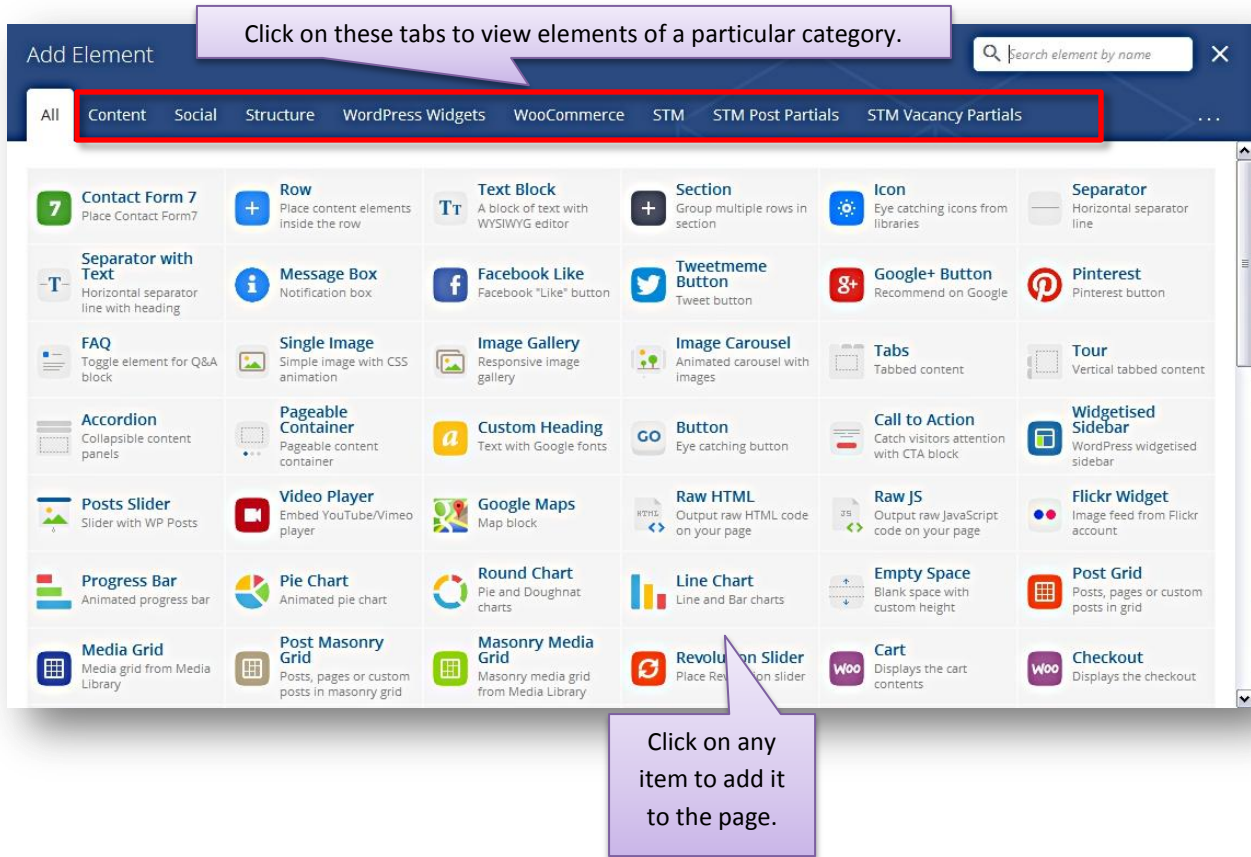 Click on these tabs to view elements of a particular category.
Add Element
Search element by name
All Content Social Structure WordPress Widgets WooCommerce STM STM Post Partials STM Vacancy Partials ...
7
Contact Form 7
Place Contact Form7
Row
Place content elements
inside the row
TT
Text Block
A block of text with
WYSIWYG editor
Section
Group multiple rows in
section
Icon
Eye catching icons from
libraries
Separator
Horizontal separator
line
-T-
Separator with
Text
Horizontal separator
line with heading
i
Message Box
Notification box
f
Facebook Like
Facebook "Like" button
Tweetmeme
Button
Tweet button
g+
Google+ Button
Recommend on Google
Pinterest
Pinterest button
FAQ
Toggle element for Q&A
block
Single Image
Simple image with CSS
animation
Image Gallery
Responsive image
gallery
Image Carousel
Animated carousel with
images
Tabs
Tabbed content
Tour
Vertical tabbed content
Accordion
Collapsible content
panels
Pageable
Container
Pageable content
container
a
Custom Heading
Text with Google fonts
GO
Button
Eye catching button
Call to Action
Catch visitors attention
with CTA block
Widgetised
Sidebar
WordPress widgetised
sidebar
Posts Slider
Slider with WP Posts
Video Player
Embed YouTube/Vimeo
player
Google Maps
Map block
HTML
Raw HTML
Output raw HTML code
on your page
JS
Raw JS
Output raw JavaScript
code on your page
Flickr Widget
Image feed from Flickr
account
Progress Bar
Animated progress bar
Pie Chart
Animated pie chart
Round Chart
Pie and Doughnat
charts
Line Chart
Line and Bar charts
Empty Space
Blank space with
custom height
Post Grid
Posts, pages or custom
posts in grid
Media Grid
Media grid from Media
Library
Post Masonry
Grid
Posts, pages or custom
posts in masonry grid
Masonry Media
Grid
Masonry media grid
from Media Library
Revolution Slider
Place Revolution slider
Woo
Cart
Displays the cart
contents
Woo
Checkout
Displays the checkout
Click on any
item to add it
to the page.